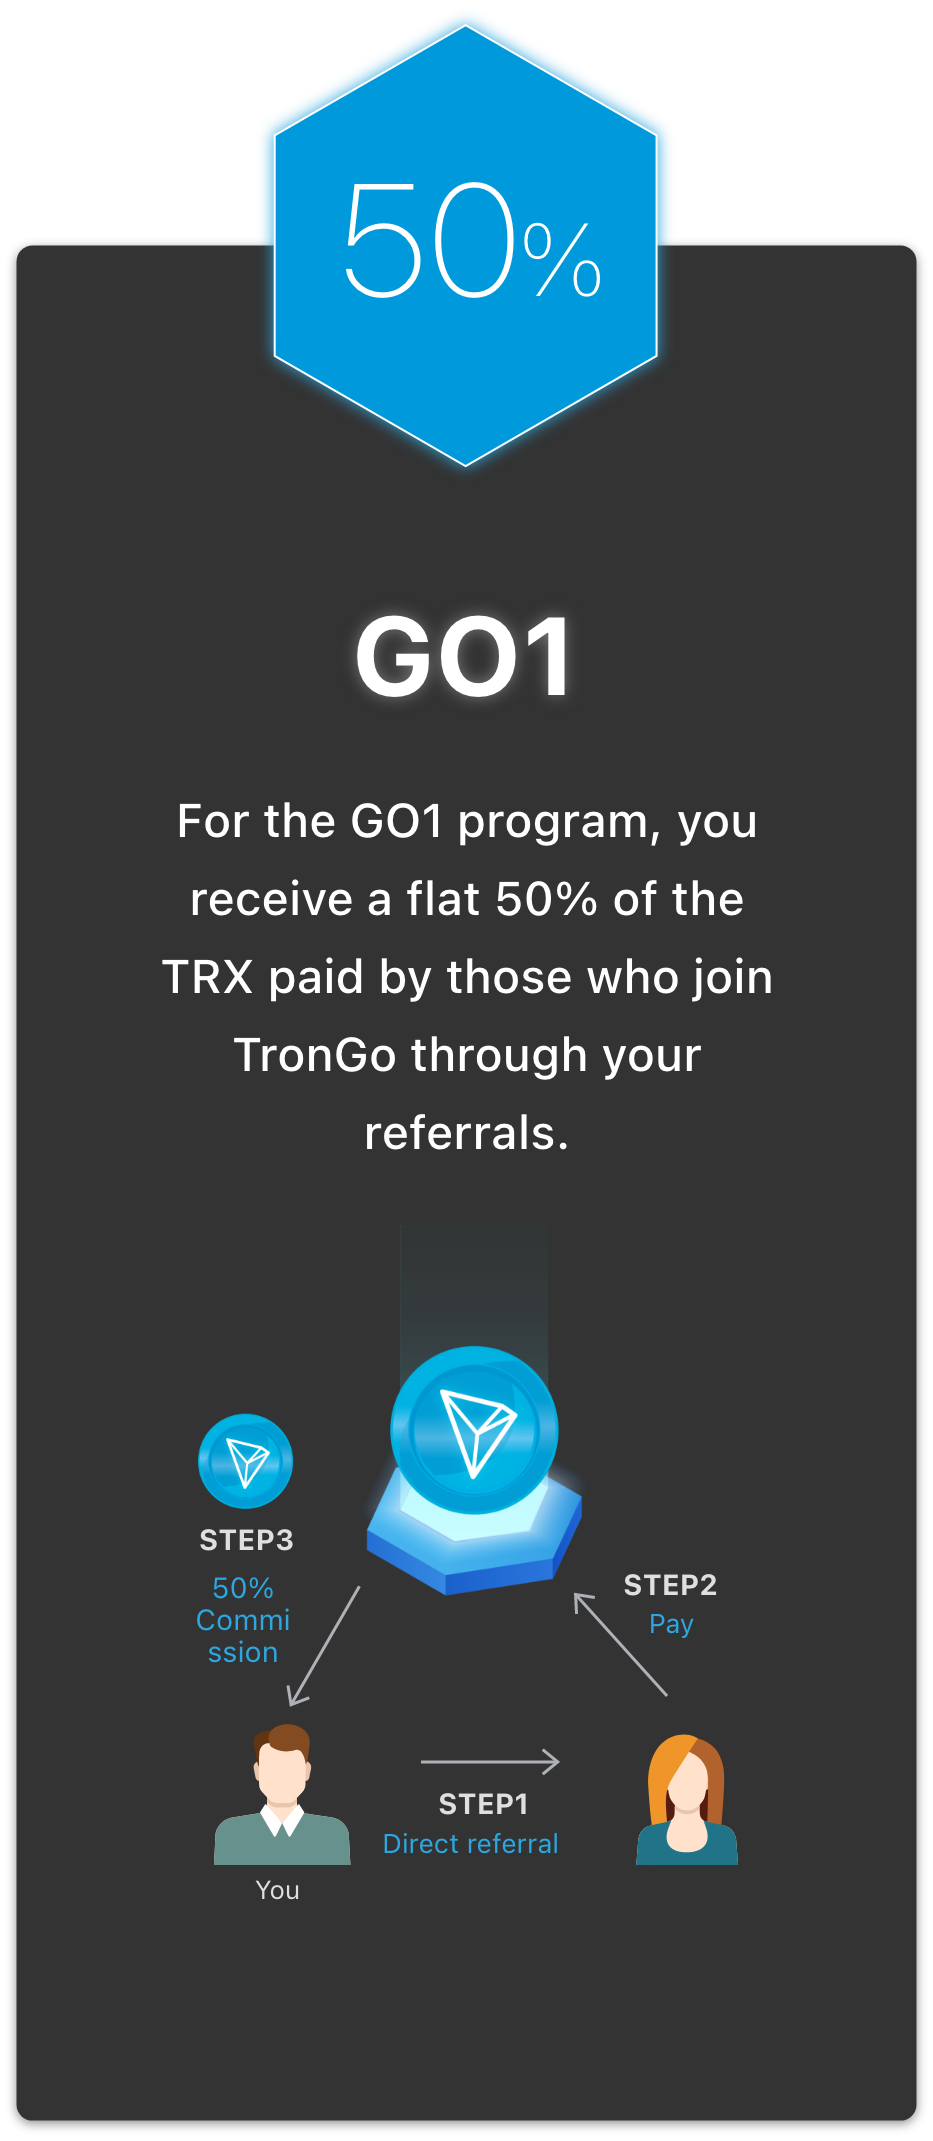 50%
GO1
For the GO1 program, you
receive a flat 50% of the
TRX paid by those who join
TronGo through your
referrals.
STEP3
50%
Commi
ssion
STEP2
Pay
STEP1
Direct referral
You